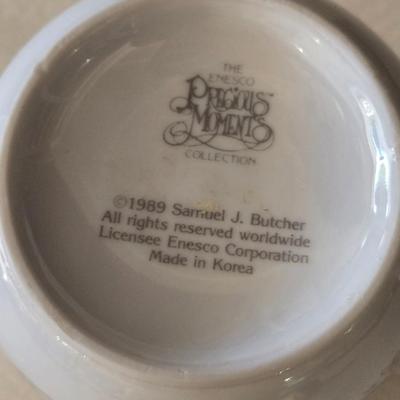 THE
ENESCO
PRECIOUS
MOMENTS
COLLECTION
©1989 Samuel J. Butcher
All rights reserved worldwide
Licensee Enesco Corporation
Made in Korea